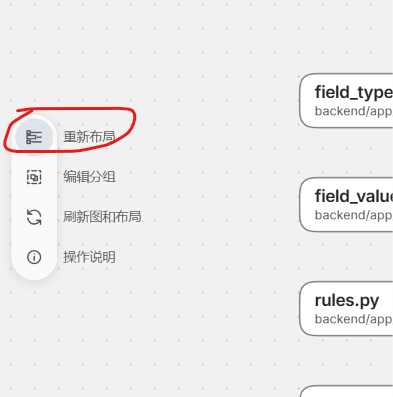 field_type
backend/app
重新布局
编辑分组
field_valu
backend/app
刷新图和布局
操作说明
rules.py
backend/app